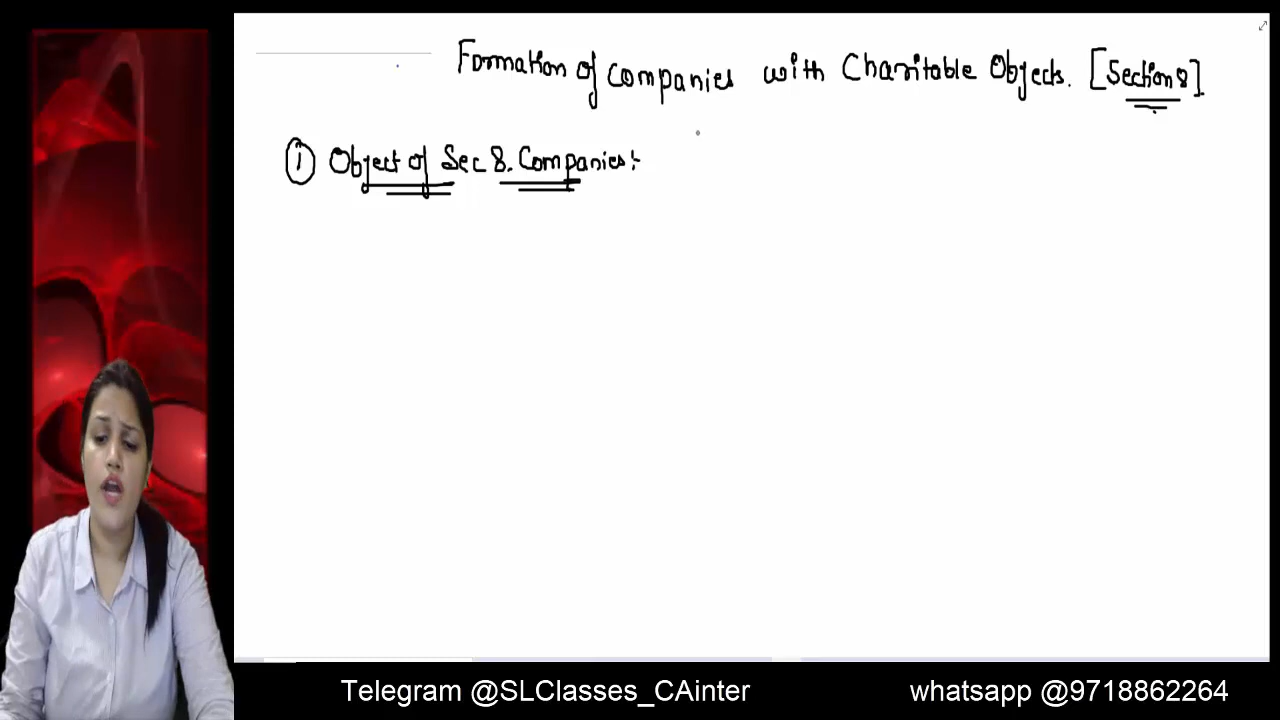 Formation of Companies with Charitable Objects. [Section 8].
① Object of Sec 8. Companies:-
Telegram @SLClasses_CAinter whatsapp @9718862264